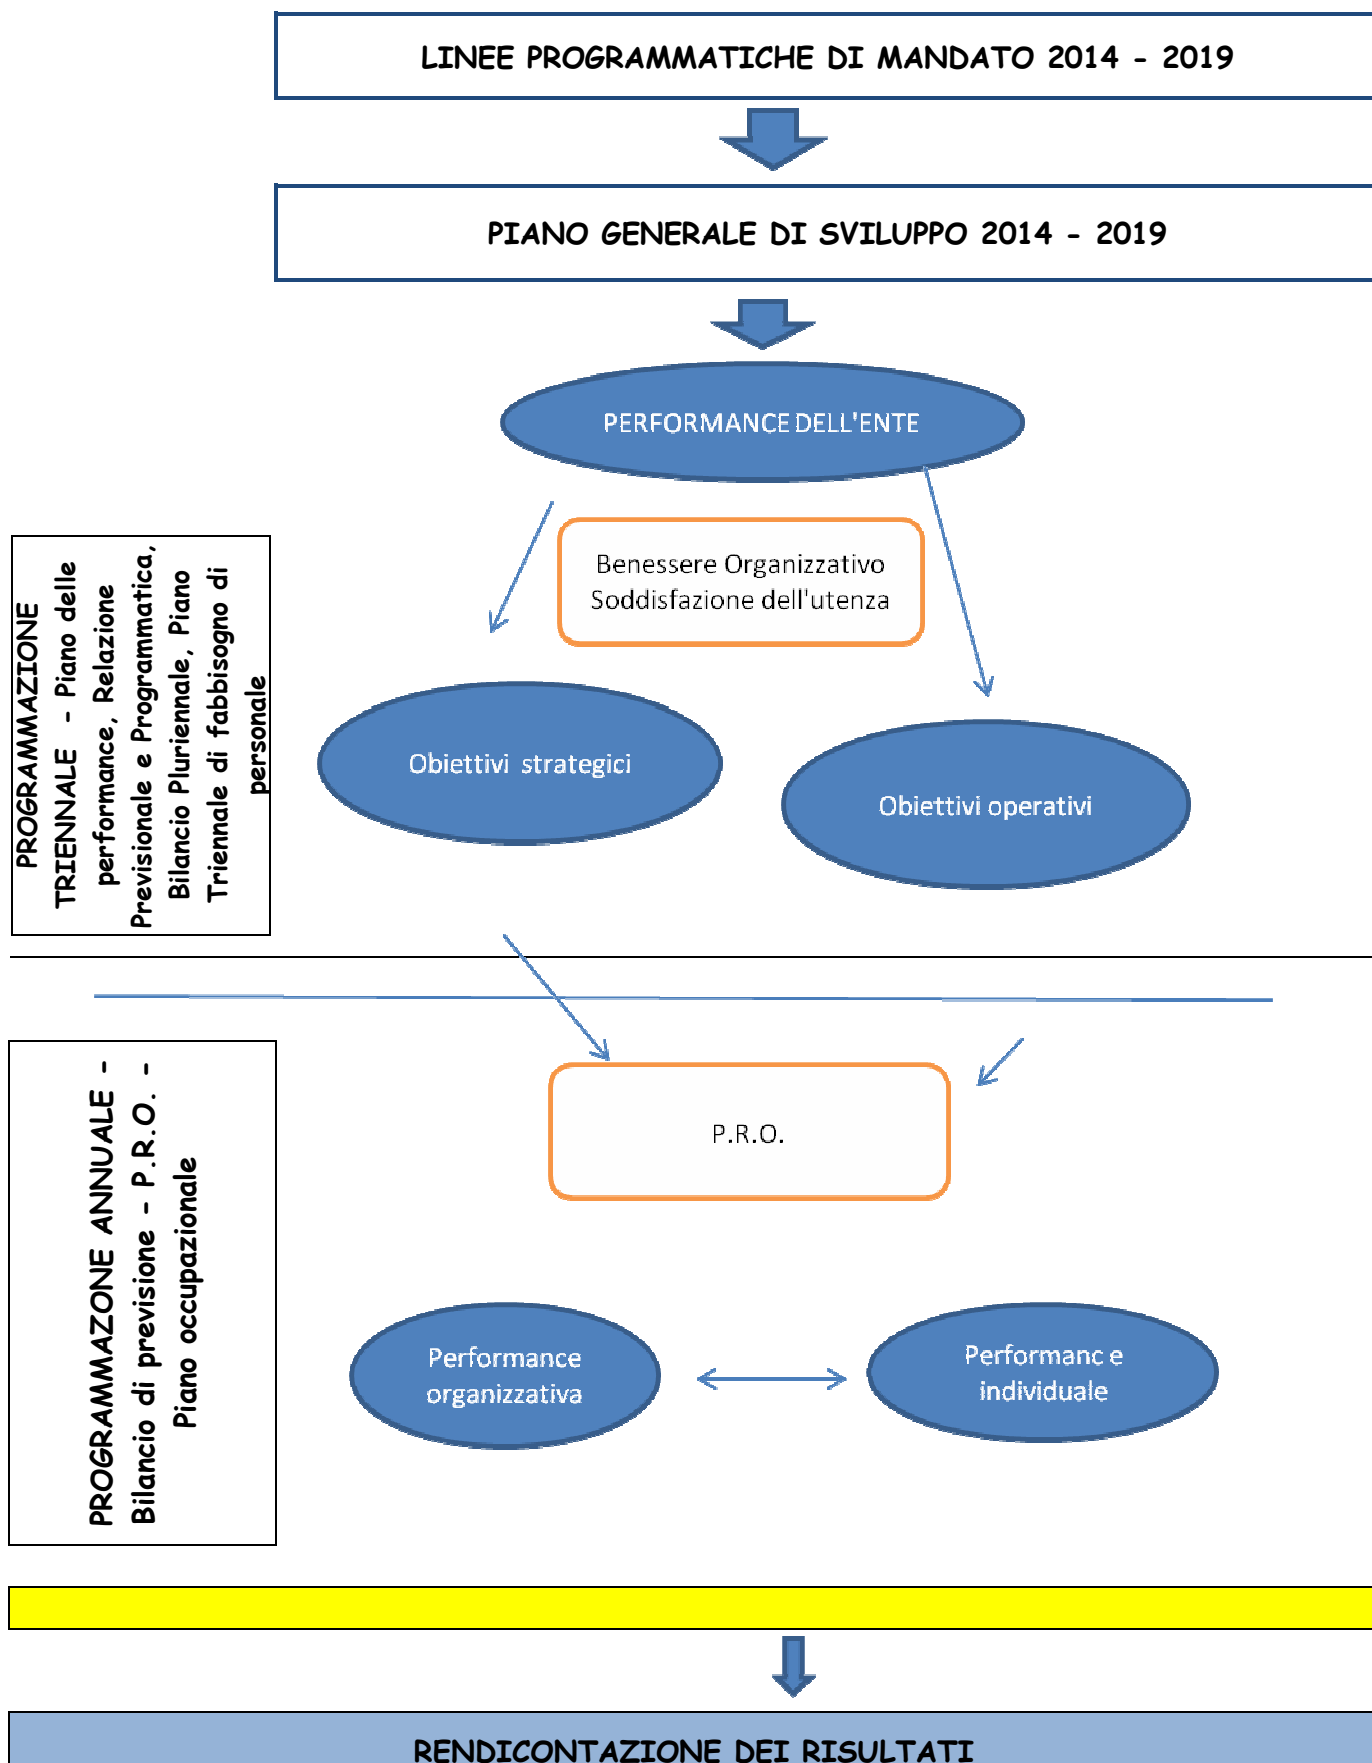 LINEE PROGRAMMATICHE DI MANDATO 2014 - 2019
PIANO GENERALE DI SVILUPPO 2014 - 2019
PERFORMANCE DELL'ENTE
Benessere Organizzativo
Soddisfazione dell'utenza
PROGRAMMAZIONE
TRIENNALE - Piano delle
performance, Relazione
Previsionale e Programmatica,
Bilancio Pluriennale, Piano
Triennale di fabbisogno di
personale
Obiettivi strategici
Obiettivi operativi
P.R.O.
PROGRAMMAZONE ANNUALE -
Bilancio di previsione - P.R.O. -
Piano occupazionale
Performance
organizzativa
Performanc e
individuale
RENDICONTAZIONE DEI RISULTATI